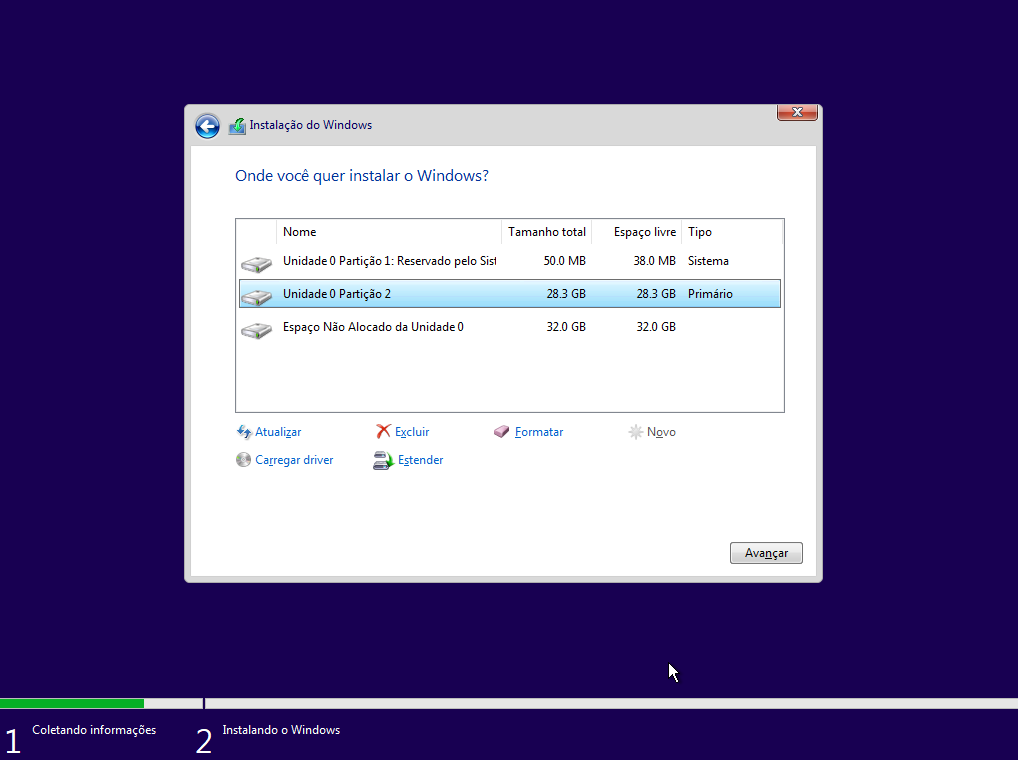 Instalação do Windows
Onde você quer instalar o Windows?
Nome Tamanho total Espaço livre Tipo
Unidade 0 Partição 1: Reservado pelo Sist 50.0 MB 38.0 MB Sistema
Unidade 0 Partição 2 28.3 GB 28.3 GB Primário
Espaço Não Alocado da Unidade 0 32.0 GB 32.0 GB
Atualizar Excluir Formatar Novo
Carregar driver Estender
Avançar
1 Coletando informações 2 Instalando o Windows